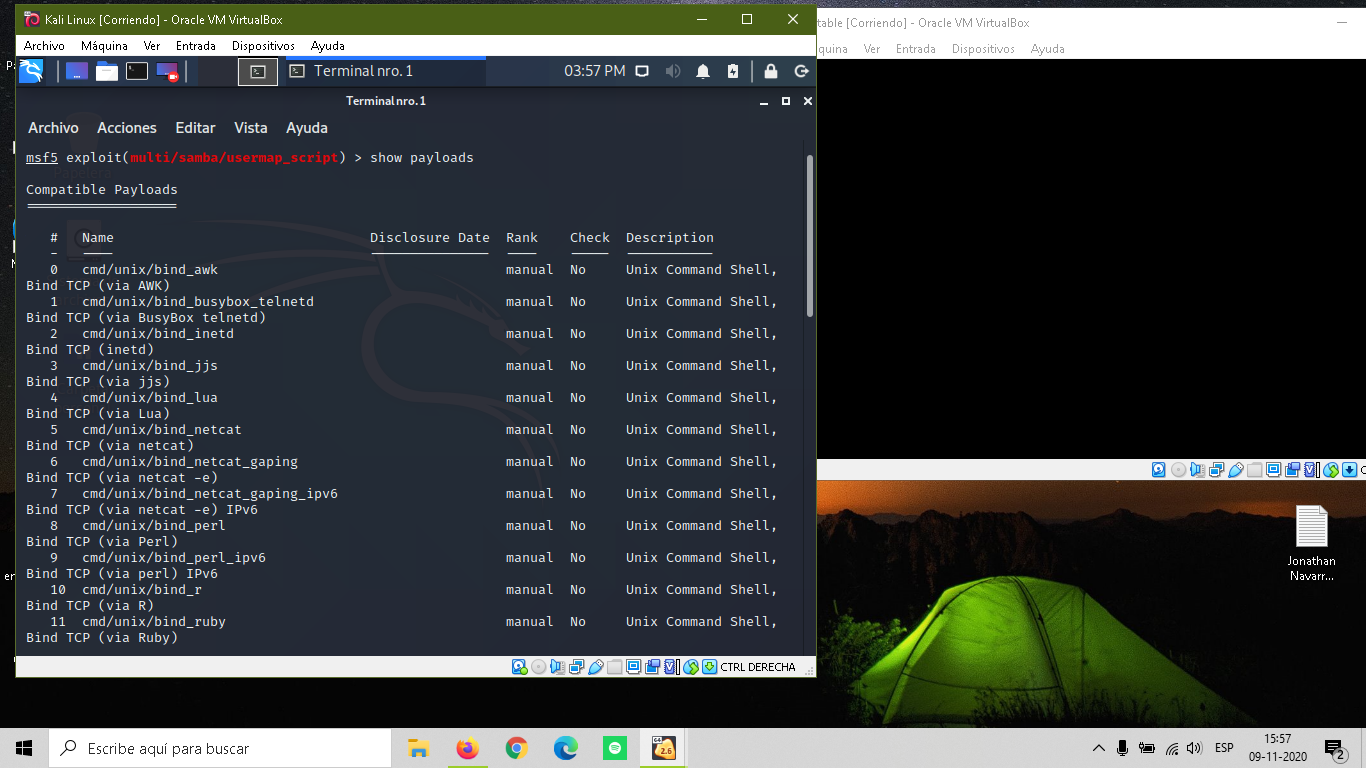 Kali Linux [Corriendo] - Oracle VM VirtualBox
Archivo Máquina Ver Entrada Dispositivos Ayuda
table [Corriendo] - Oracle VM VirtualBox
quina Ver Entrada Dispositivos Ayuda
Terminal nro. 1 03:57 PM
Terminal nro. 1
Archivo Acciones Editar Vista Ayuda
msf5 exploit(multi/samba/usermap_script) > show payloads
Compatible Payloads
===================
# Name Disclosure Date Rank Check Description
- ---- --------------- ---- ----- -----------
0 cmd/unix/bind_awk manual No Unix Command Shell,
Bind TCP (via AWK)
1 cmd/unix/bind_busybox_telnetd manual No Unix Command Shell,
Bind TCP (via BusyBox telnetd)
2 cmd/unix/bind_inetd manual No Unix Command Shell,
Bind TCP (inetd)
3 cmd/unix/bind_jjs manual No Unix Command Shell,
Bind TCP (via jjs)
4 cmd/unix/bind_lua manual No Unix Command Shell,
Bind TCP (via Lua)
5 cmd/unix/bind_netcat manual No Unix Command Shell,
Bind TCP (via netcat)
6 cmd/unix/bind_netcat_gaping manual No Unix Command Shell,
Bind TCP (via netcat -e)
7 cmd/unix/bind_netcat_gaping_ipv6 manual No Unix Command Shell,
Bind TCP (via netcat -e) IPv6
8 cmd/unix/bind_perl manual No Unix Command Shell,
Bind TCP (via Perl)
9 cmd/unix/bind_perl_ipv6 manual No Unix Command Shell,
Bind TCP (via perl) IPv6
10 cmd/unix/bind_r manual No Unix Command Shell,
Bind TCP (via R)
11 cmd/unix/bind_ruby manual No Unix Command Shell,
Bind TCP (via Ruby)
CTRL DERECHA
Jonathan
Navarr...
Escribe aquí para buscar
64
2.6
ESP
15:57
09-11-2020
2